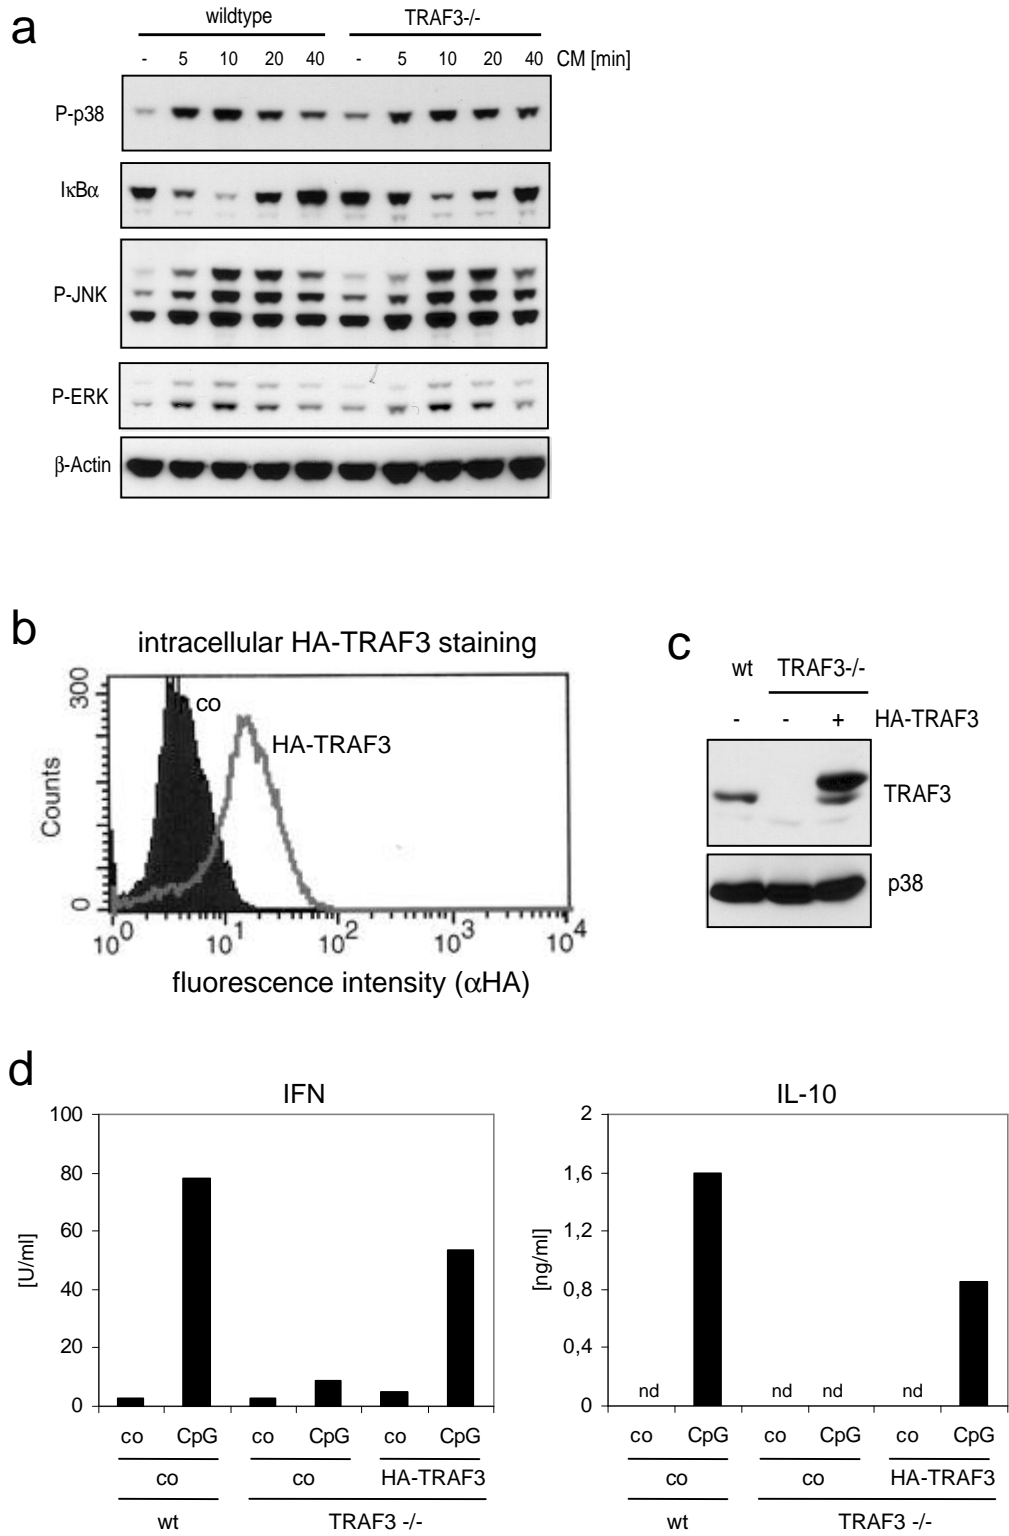 a
wildtype TRAF3-/-
- 5 10 20 40 - 5 10 20 40 CM [min]
P-p38
IκBα
P-JNK
P-ERK
β-Actin
b
intracellular HA-TRAF3 staining
300
co
HA-TRAF3
Counts
0
10^0 10^1 10^2 10^3 10^4
fluorescence intensity (αHA)
c
wt TRAF3-/-
- - + HA-TRAF3
TRAF3
p38
d
IFN
100
80
60
40
20
0
[U/ml]
co CpG co CpG co CpG
co co HA-TRAF3
wt TRAF3 -/-
IL-10
2
1,6
1,2
0,8
0,4
0
[ng/ml]
nd nd nd nd
co CpG co CpG co CpG
co co HA-TRAF3
wt TRAF3 -/-